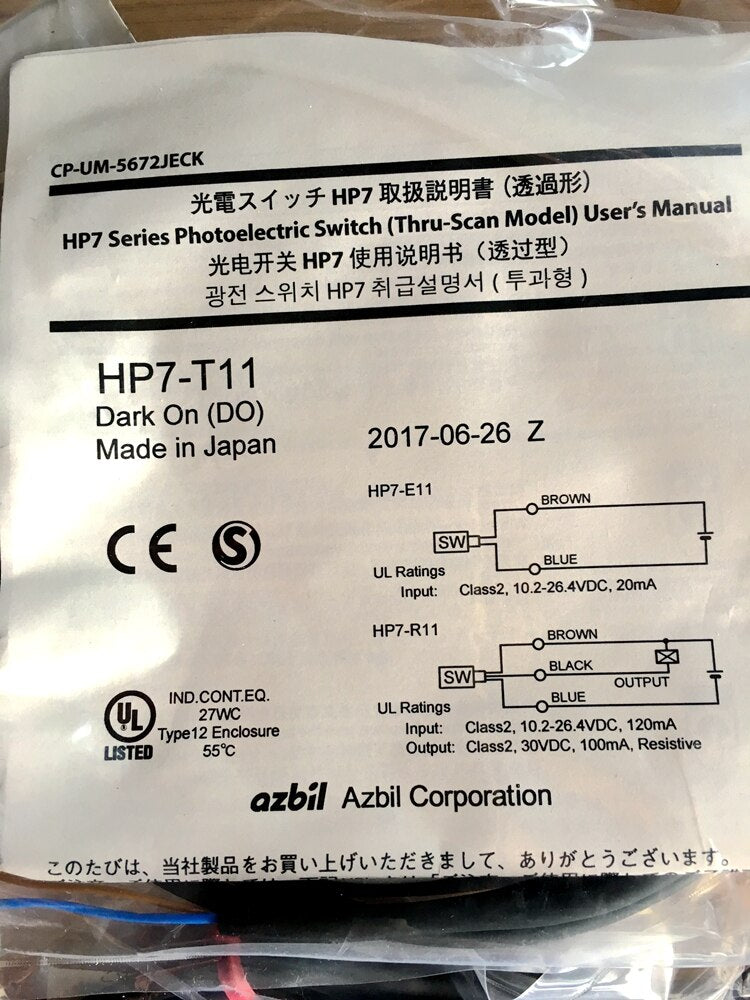 CP-UM-5672JECK
光電スイッチ HP7 取扱説明書 (透過形)
HP7 Series Photoelectric Switch (Thru-Scan Model) User's Manual
光电开关 HP7 使用说明书 (透过型)
광전 스위치 HP7 취급설명서 ( 투과형 )
HP7-T11
Dark On (DO)
Made in Japan
2017-06-26 Z
HP7-E11
BROWN
SW
BLUE
UL Ratings
Input: Class2, 10.2-26.4VDC, 20mA
CE S
HP7-R11
BROWN
SW
BLACK
OUTPUT
BLUE
UL Ratings
Input: Class2, 10.2-26.4VDC, 120mA
Output: Class2, 30VDC, 100mA, Resistive
UL
LISTED
IND.CONT.EQ.
27WC
Type12 Enclosure
55℃
azbil Azbil Corporation
このたびは、当社製品をお買い上げいただきまして、ありがとうございます。